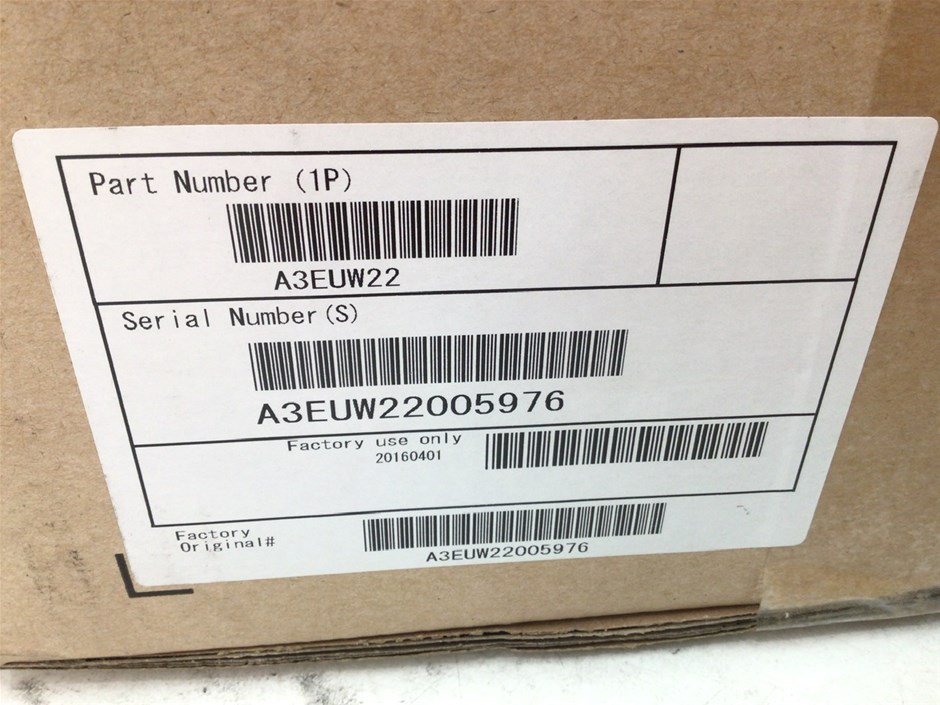 Part Number (1P)
A3EUW22
Serial Number(S)
A3EUW22005976
Factory use only
20160401
Factory
Original#
A3EUW22005976